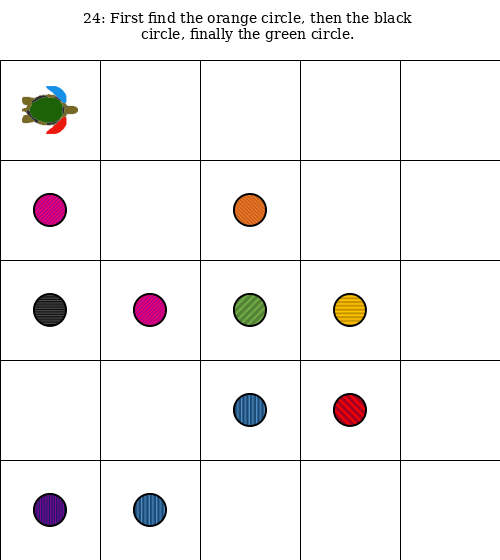 24: First find the orange circle, then the black
circle, finally the green circle.